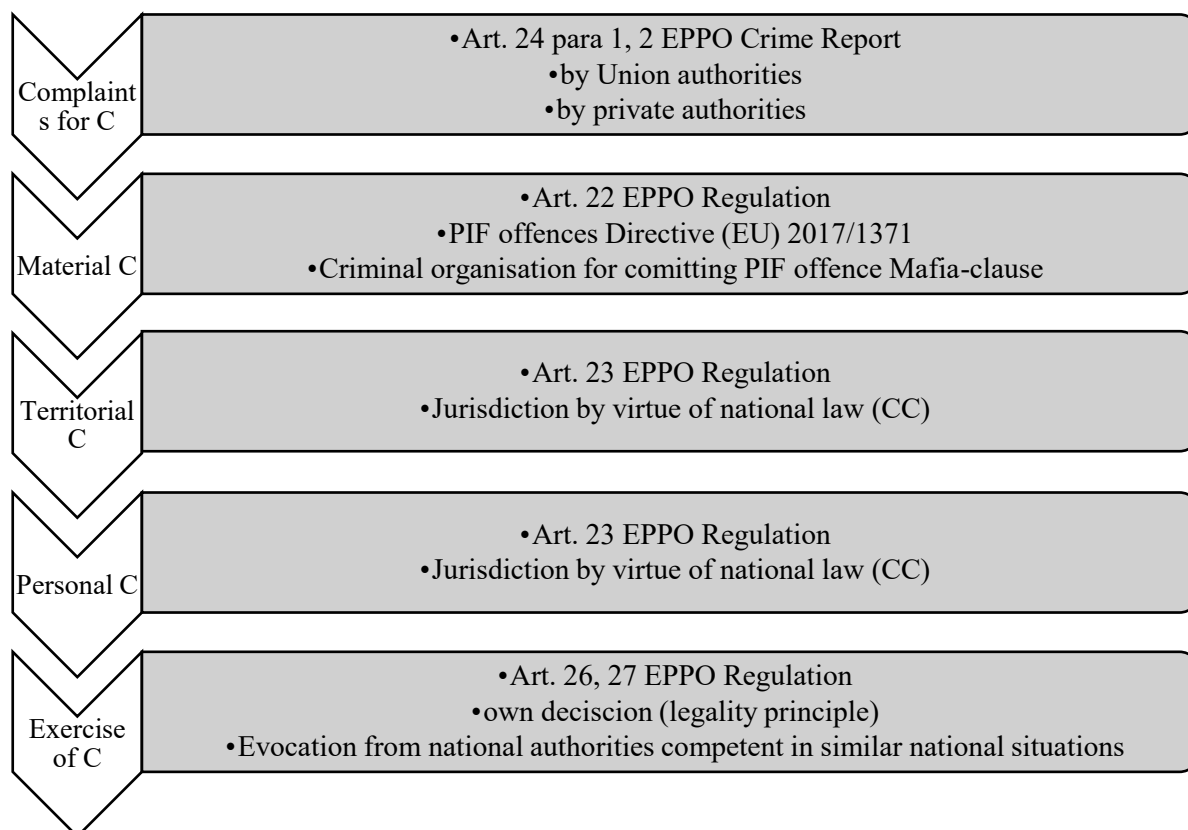 Complaint
s for C
•Art. 24 para 1, 2 EPPO Crime Report
•by Union authorities
•by private authorities
Material C
•Art. 22 EPPO Regulation
•PIF offences Directive (EU) 2017/1371
•Criminal organisation for comitting PIF offence Mafia-clause
Territorial
C
•Art. 23 EPPO Regulation
•Jurisdiction by virtue of national law (CC)
Personal C
•Art. 23 EPPO Regulation
•Jurisdiction by virtue of national law (CC)
Exercise
of C
•Art. 26, 27 EPPO Regulation
•own deciscion (legality principle)
•Evocation from national authorities competent in similar national situations